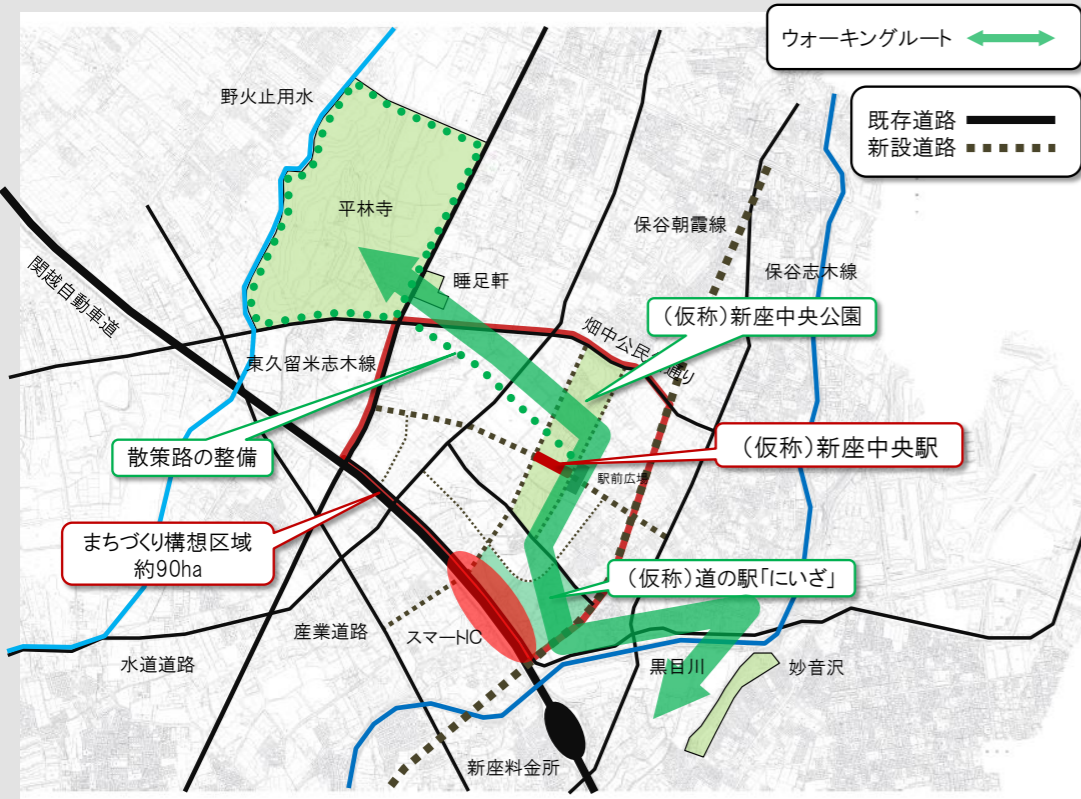 ウォーキングルート
既存道路
新設道路
野火止用水
平林寺
保谷朝霞線
保谷志木線
関越自動車道
睡足軒
(仮称)新座中央公園
畑中公民
通り
東久留米志木線
(仮称)新座中央駅
散策路の整備
駅前広場
まちづくり構想区域
約90ha
(仮称)道の駅「にいざ」
産業道路
スマートIC
水道道路
黒目川
妙音沢
新座料金所